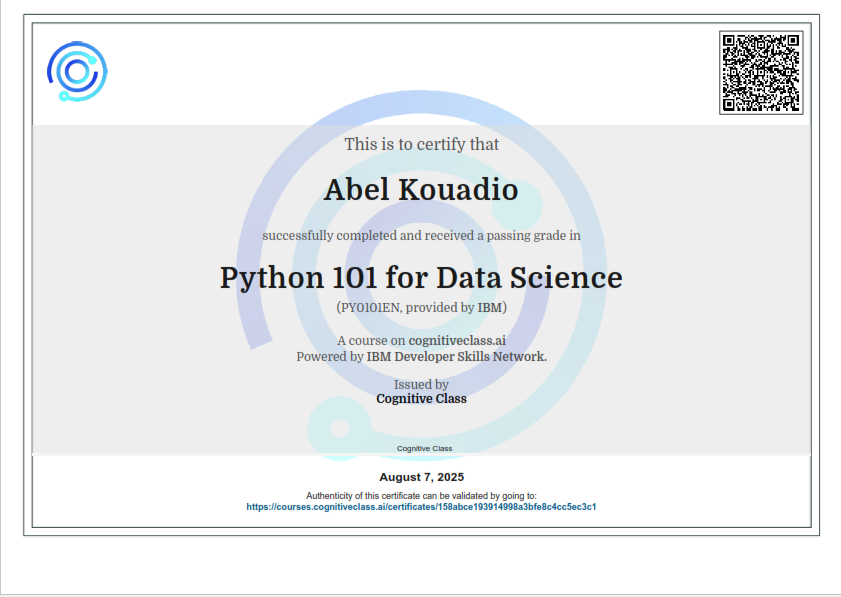 This is to certify that
Abel Kouadio
successfully completed and received a passing grade in
Python 101 for Data Science
(PY0101EN, provided by IBM)
A course on cognitiveclass.ai
Powered by IBM Developer Skills Network.
Issued by
Cognitive Class
Cognitive Class
August 7, 2025
Authenticity of this certificate can be validated by going to:
https://courses.cognitiveclass.ai/certificates/158abce193914998a3bfe8c4cc5ec3c1